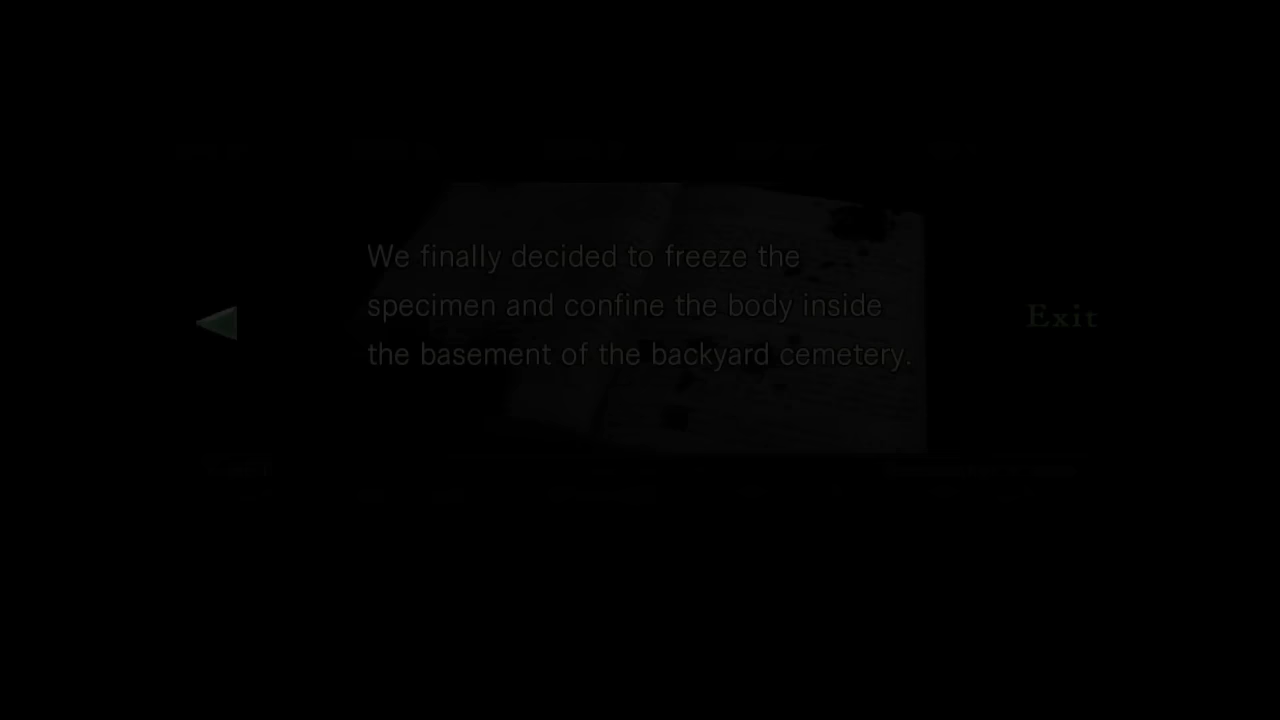 We finally decided to freeze the
specimen and confine the body inside
the basement of the backyard cemetery.
Exit